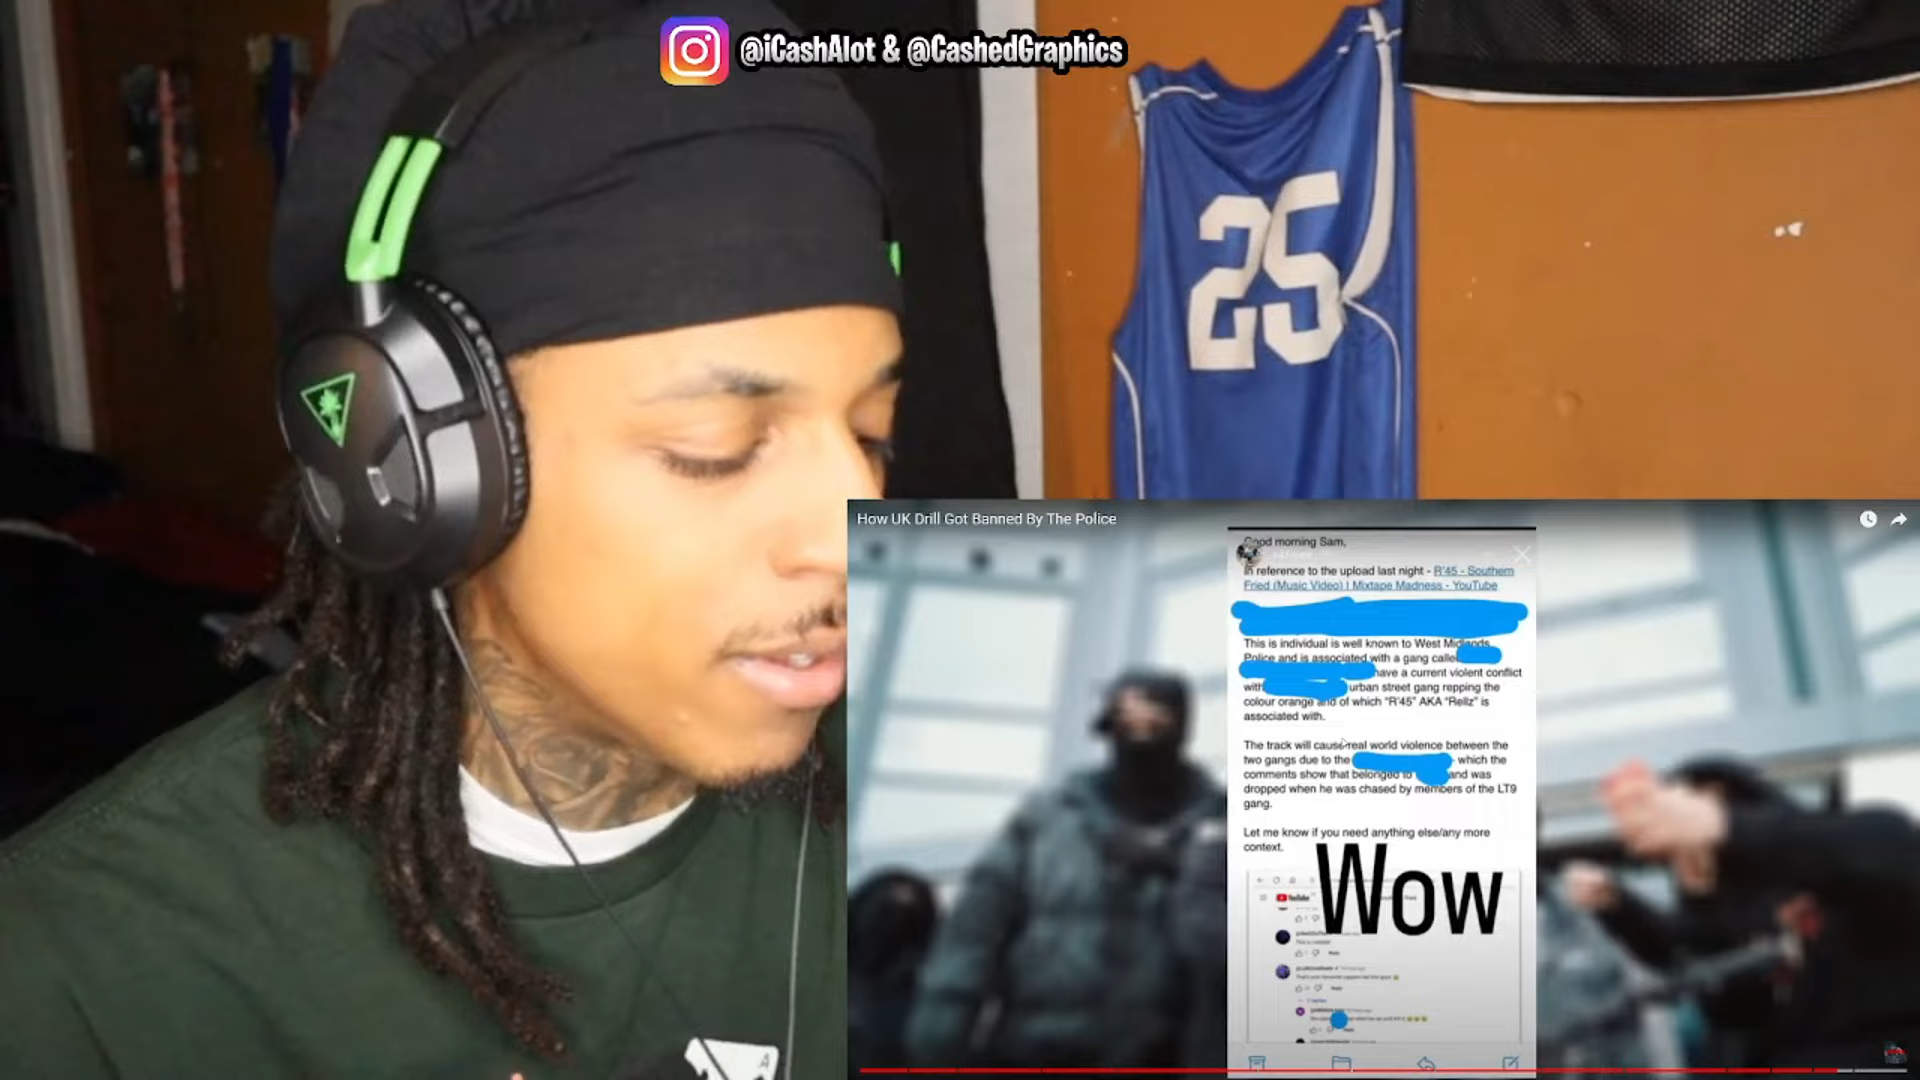 @iCashAlot & @CashedGraphics
25
How UK Drill Got Banned By The Police
Good morning Sam,
In reference to the upload last night - R'45 - Southern
Fried (Music Video) | Mixtape Madness - YouTube
This is individual is well known to West Midlands
Police and is associated with a gang called
have a current violent conflict
with urban street gang repping the
colour orange and of which "R'45" AKA "Rellz" is
associated with.
The track will cause real world violence between the
two gangs due to the which the
comments show that belonged to and was
dropped when he was chased by members of the LT9
gang.
Let me know if you need anything else/any more
context.
Wow
YouTube
A